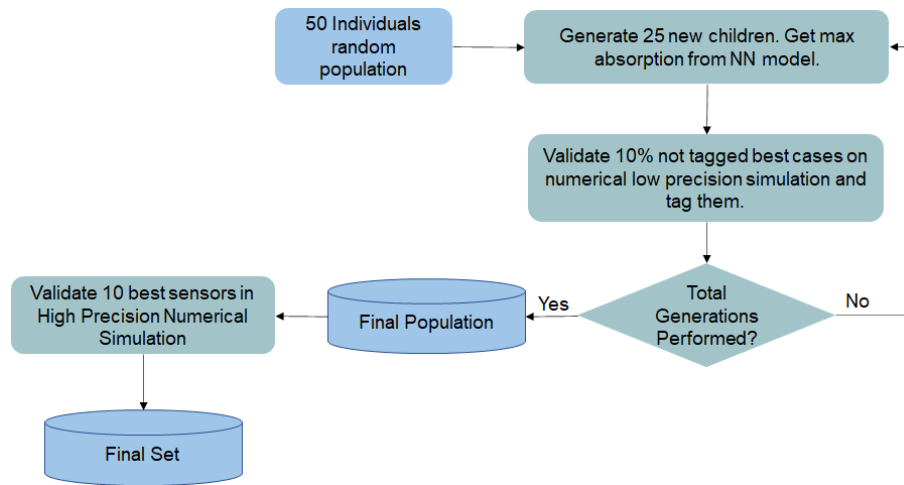 50 Individuals
random
population
Generate 25 new children. Get max
absorption from NN model.
Validate 10% not tagged best cases on
numerical low precision simulation and
tag them.
Total
Generations
Performed?
Yes
No
Final Population
Validate 10 best sensors in
High Precision Numerical
Simulation
Final Set